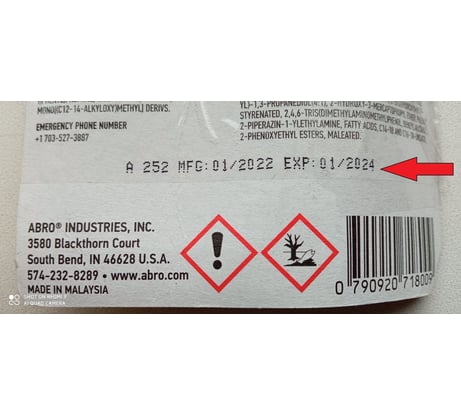 MONO[(C12-14-ALKYLOXY)METHYL] DERIVS.
EMERGENCY PHONE NUMBER
+1 703-527-3887
STYRENATED, 2,4,6-TRIS(DIMETHYLAMINOMETHYL)PHENOL,
2-PIPERAZIN-1-YLETHYLAMINE, FATTY ACIDS,
2-PHENOXYETHYL ESTERS, MALEATED.
A 252 MFG:01/2022 EXP:01/2024
ABRO® INDUSTRIES, INC.
3580 Blackthorn Court
South Bend, IN 46628 U.S.A.
574-232-8289 • www.abro.com
MADE IN MALAYSIA
0 790920 718009
SHOT ON REDMI 7
AI DUAL CAMERA